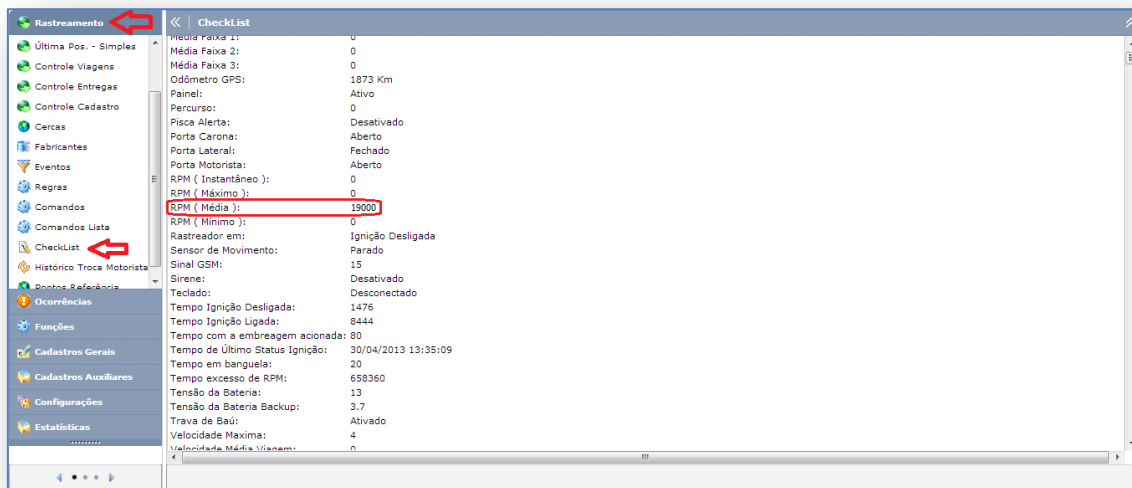 Rastreamento
CheckList
Última Pos. - Simples
Controle Viagens
Controle Entregas
Controle Cadastro
Cercas
Fabricantes
Eventos
Regras
Comandos
Comandos Lista
CheckList
Histórico Troca Motorista
Pontos Referência
Ocorrências
Funções
Cadastros Gerais
Cadastros Auxiliares
Configurações
Estatísticas
Média Faixa 1: 0
Média Faixa 2: 0
Média Faixa 3: 0
Odômetro GPS: 1873 Km
Painel: Ativo
Percurso: 0
Pisca Alerta: Desativado
Porta Carona: Aberto
Porta Lateral: Fechado
Porta Motorista: Aberto
RPM ( Instantâneo ): 0
RPM ( Máximo ): 0
RPM ( Média ): 19000
RPM ( Mínimo ): 0
Rastreador em: Ignição Desligada
Sensor de Movimento: Parado
Sinal GSM: 15
Sirene: Desativado
Teclado: Desconectado
Tempo Ignição Desligada: 1476
Tempo Ignição Ligada: 8444
Tempo com a embreagem acionada: 80
Tempo de Último Status Ignição: 30/04/2013 13:35:09
Tempo em banguela: 20
Tempo excesso de RPM: 658360
Tensão da Bateria: 13
Tensão da Bateria Backup: 3.7
Trava de Baú: Ativado
Velocidade Maxima: 4
Velocidade Média Viagem: 0